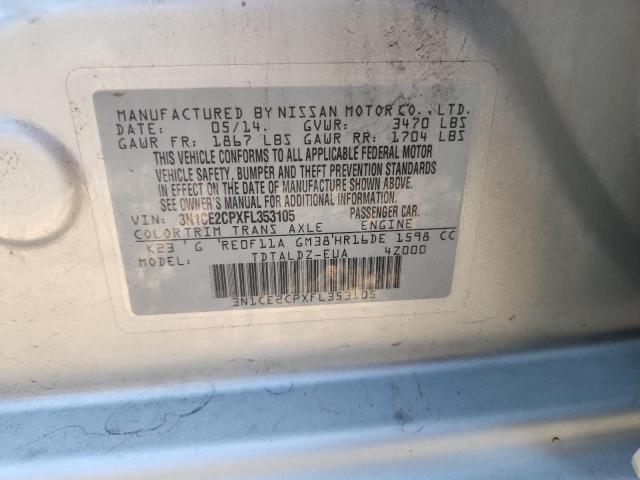 MANUFACTURED BY NISSAN MOTOR CO., LTD.
DATE: 05/14. GVWR: 3470 LBS
GAWR FR: 1867 LBS GAWR RR: 1704 LBS
THIS VEHICLE CONFORMS TO ALL APPLICABLE FEDERAL MOTOR
VEHICLE SAFETY, BUMPER AND THEFT PREVENTION STANDARDS
IN EFFECT ON THE DATE OF MANUFACTURE SHOWN ABOVE.
SEE OWNER'S MANUAL FOR ADDITIONAL INFORMATION.
VIN: 3N1CE2CPXFL353105 PASSENGER CAR.
COLOR TRIM TRANS AXLE ENGINE
K23 G RE0F11A GM38 HR16DE 1598 CC
TDTALDZ-EUA 4Z000
3N1CE2CPXFL353105